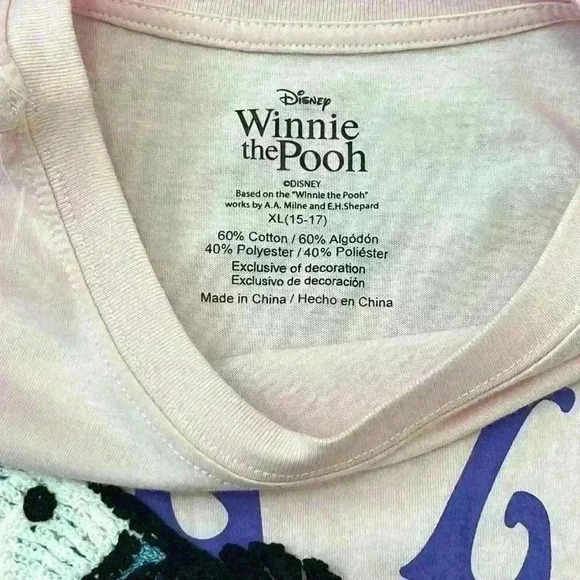 Disney
Winnie
the Pooh
©DISNEY
Based on the "Winnie the Pooh"
works by A.A. Milne and E.H.Shepard
XL(15-17)
60% Cotton / 60% Algódón
40% Polyester / 40% Poliéster
Exclusive of decoration
Exclusivo de decoración
Made in China / Hecho en China